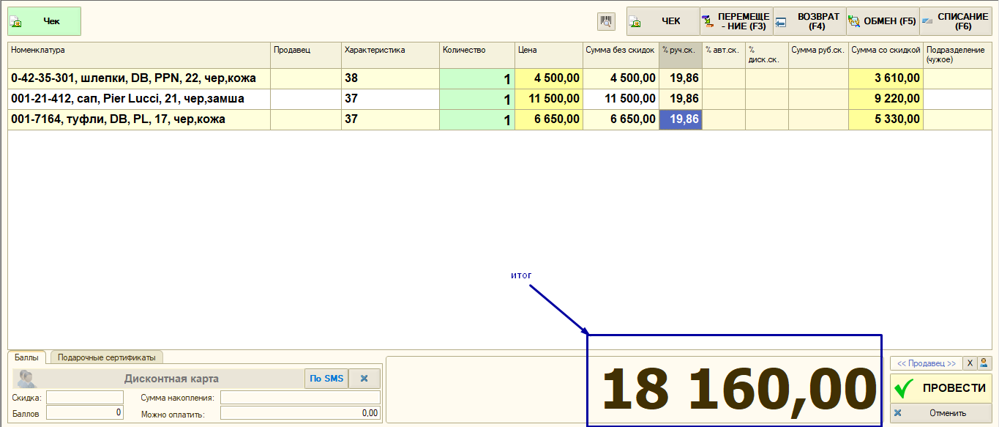 Чек
ЧЕК
ПЕРЕМЕЩЕ
- НИЕ (F3)
ВОЗВРАТ
(F4)
ОБМЕН (F5)
СПИСАНИЕ
(F6)
Номенклатура Продавец Характеристика Количество Цена Сумма без скидок % руч.ск. % авт.ск. % диск.ск. Сумма руб.ск. Сумма со скидкой Подразделение (чужое)
0-42-35-301, шлепки, DB, PPN, 22, чер,кожа 38 1 4 500,00 4 500,00 19,86 3 610,00
001-21-412, сап, Pier Lucci, 21, чер,замша 37 1 11 500,00 11 500,00 19,86 9 220,00
001-7164, туфли, DB, PL, 17, чер,кожа 37 1 6 650,00 6 650,00 19,86 5 330,00
итог
Баллы Подарочные сертификаты
Дисконтная карта По SMS
Скидка: Сумма накопления:
Баллов 0 Можно оплатить: 0,00
18 160,00
<< Продавец >> X
ПРОВЕСТИ
Отменить